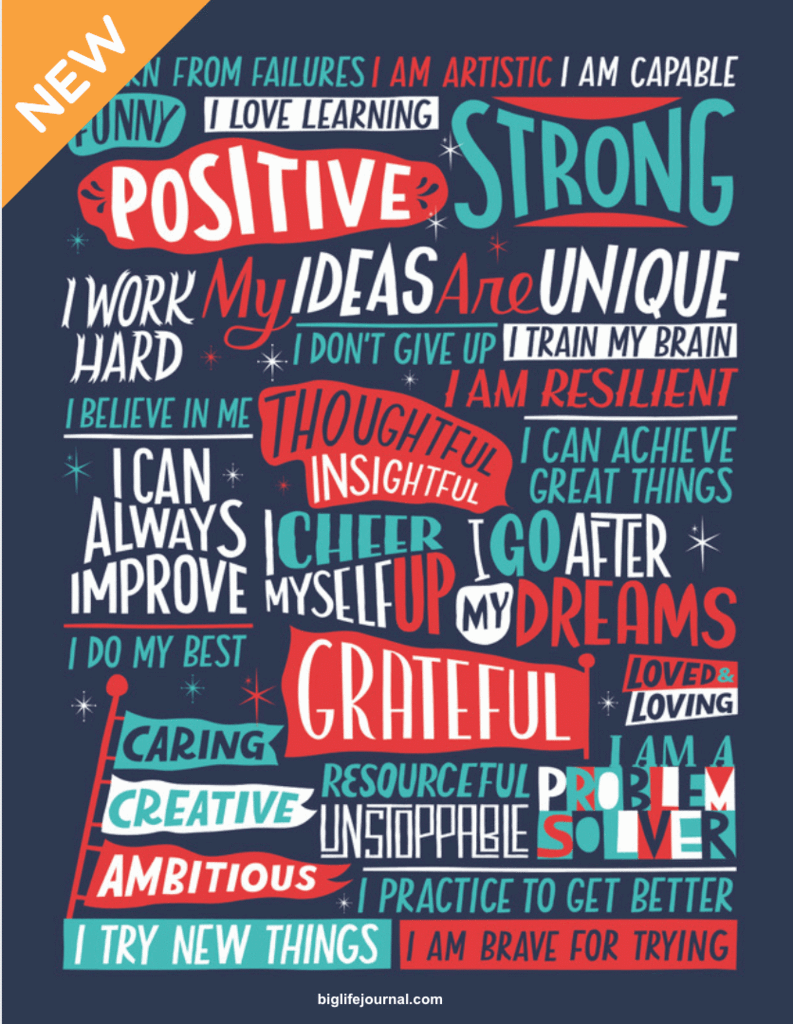 NEW
FROM FAILURES I AM ARTISTIC I AM CAPABLE
FUNNY I LOVE LEARNING
STRONG
POSITIVE
I WORK HARD
My IDEAS Are UNIQUE
I DON'T GIVE UP I TRAIN MY BRAIN
I AM RESILIENT
I BELIEVE IN ME
THOUGHTFUL
INSIGHTFUL
I CAN ACHIEVE
GREAT THINGS
I CAN
ALWAYS
IMPROVE
I CHEER
MYSELF UP
I GO AFTER
MY DREAMS
I DO MY BEST
GRATEFUL
LOVED &
LOVING
CARING
CREATIVE
AMBITIOUS
RESOURCEFUL
UNSTOPPABLE
I AM A
PROBLEM
SOLVER
I PRACTICE TO GET BETTER
I TRY NEW THINGS I AM BRAVE FOR TRYING
biglifejournal.com